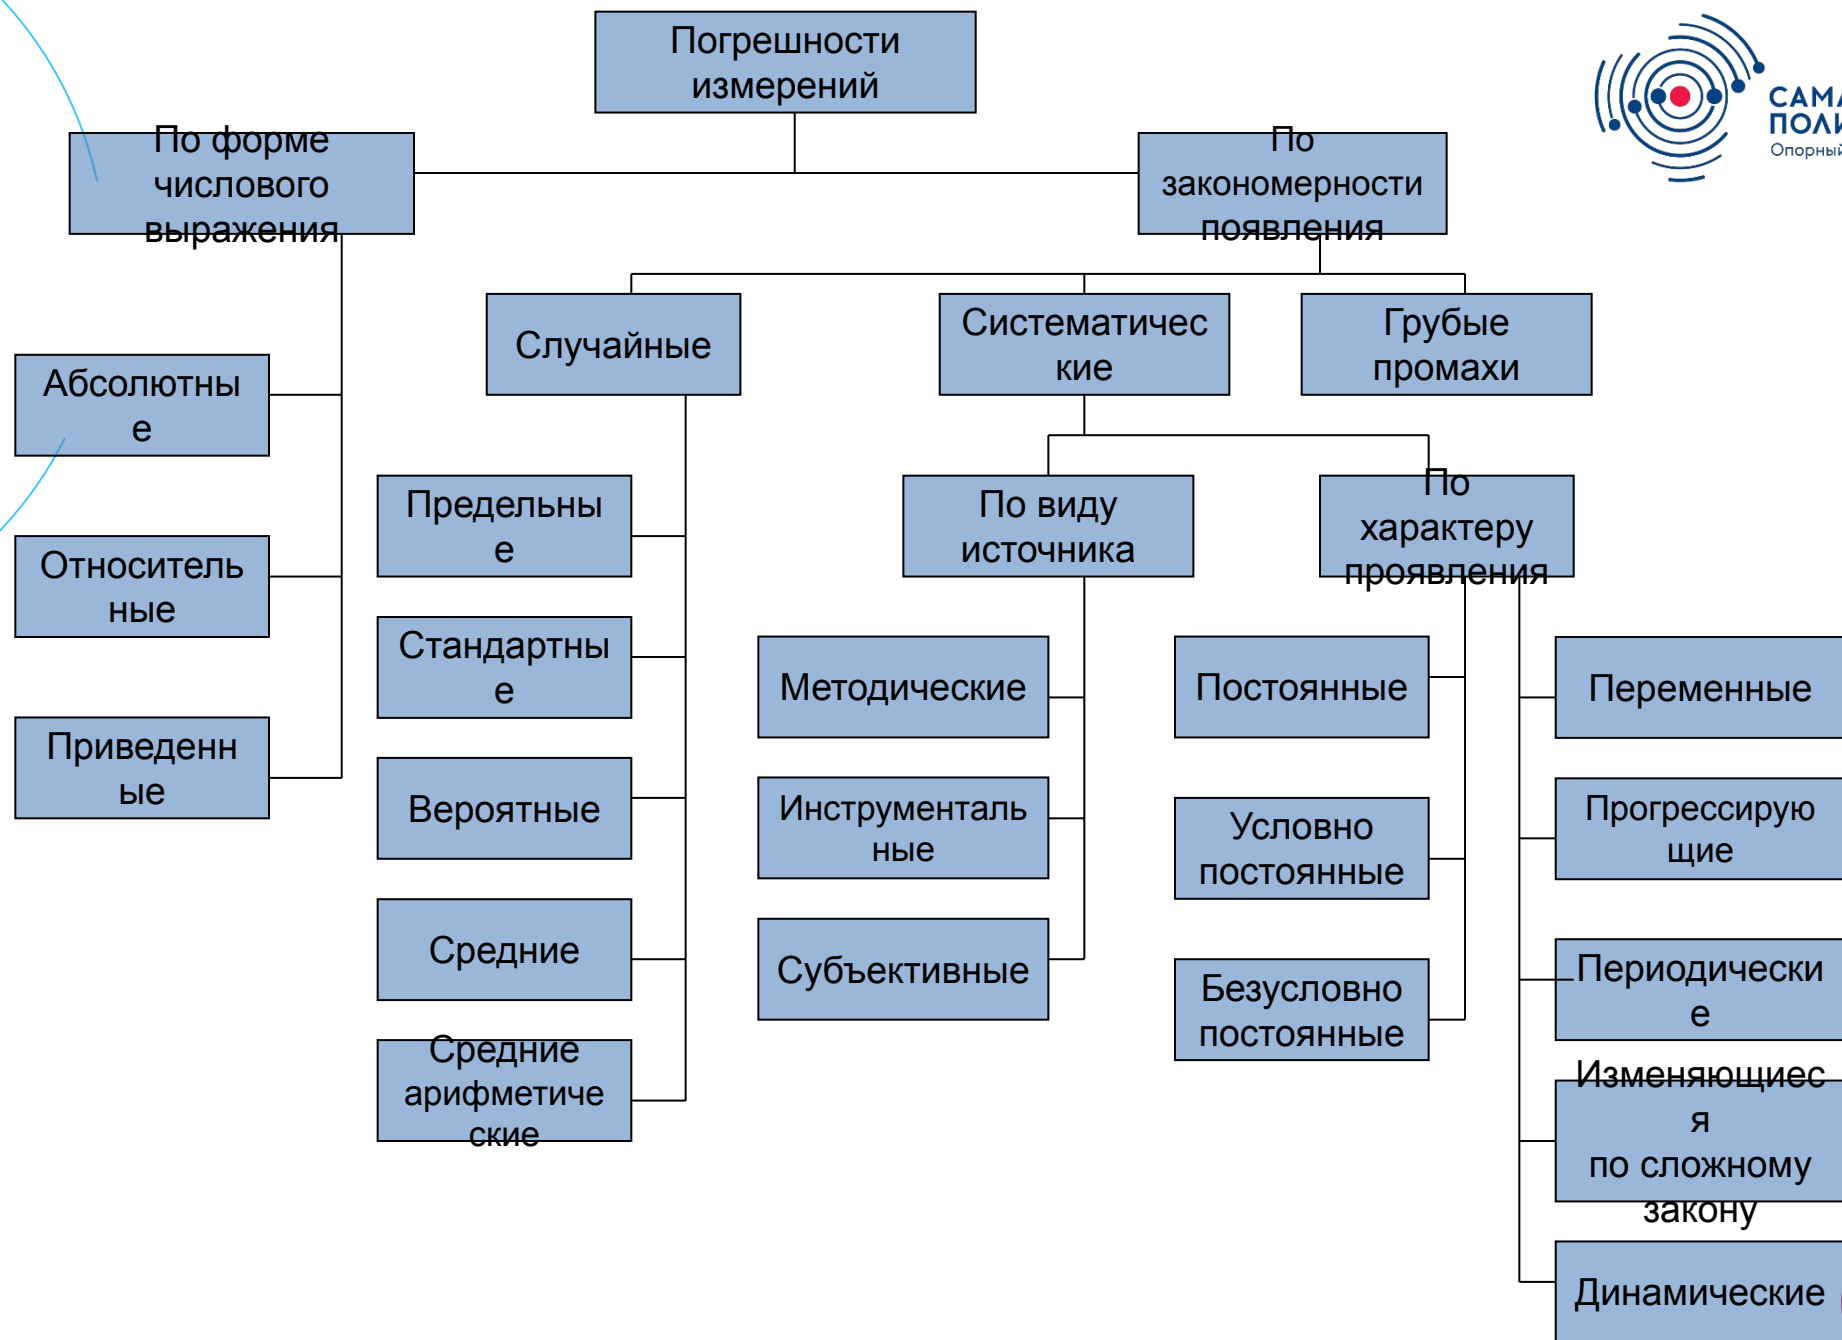 Погрешности
измерений
САМА
ПОЛИ
Опорный
По форме
числового
выражения
По
закономерности
появления
Случайные
Систематичес
кие
Грубые
промахи
Абсолютны
е
Относитель
ные
Приведенн
ые
Предельны
е
Стандартны
е
Вероятные
Средние
Средние
арифметиче
ские
По виду
источника
По
характеру
проявления
Методические
Инструменталь
ные
Субъективные
Постоянные
Условно
постоянные
Безусловно
постоянные
Переменные
Прогрессирую
щие
Периодически
е
Изменяющиес
я
по сложному
закону
Динамические